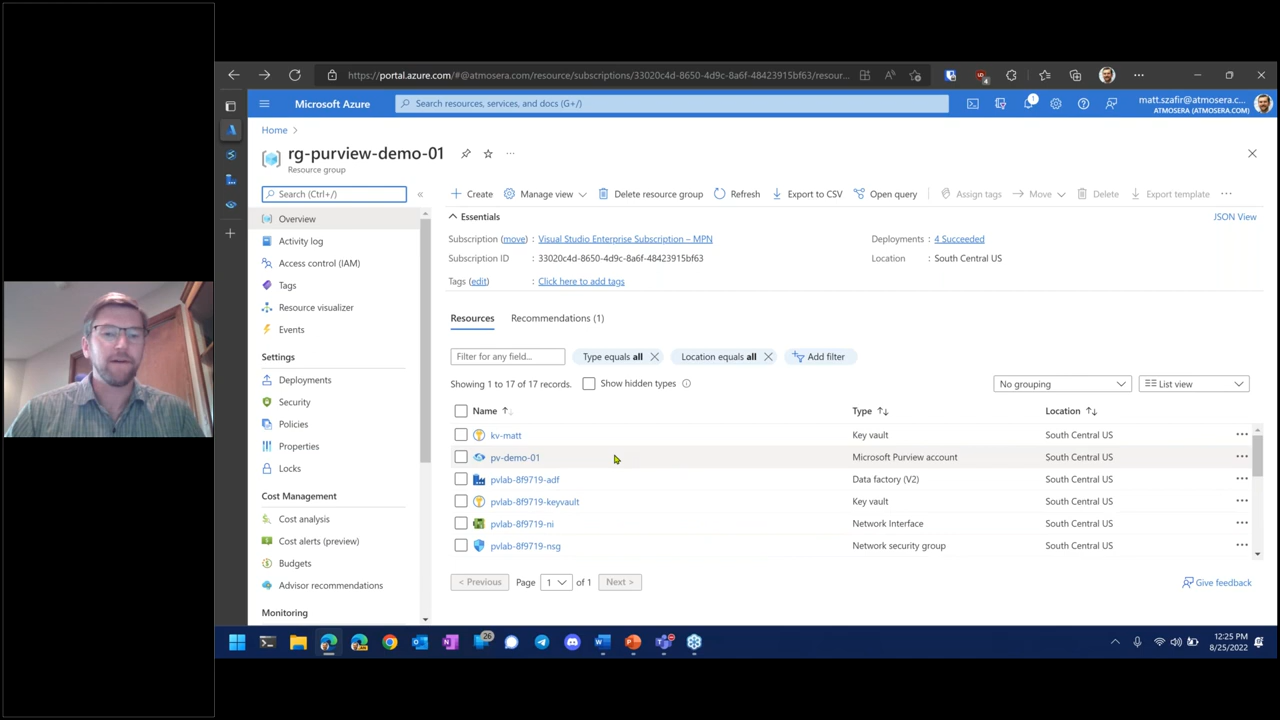 https://portal.azure.com/#@atmosera.com/resource/subscriptions/33020c4d-8650-4d9c-8a6f-48423915bf63/resour...
4
Microsoft Azure
Search resources, services, and docs (G+/)
1
matt.szafir@atmosera.c...
ATMOSERA (ATMOSERA.COM)
Home >
rg-purview-demo-01
Resource group
Search (Ctrl+/)
Overview
Activity log
Access control (IAM)
Tags
Resource visualizer
Events
Settings
Deployments
Security
Policies
Properties
Locks
Cost Management
Cost analysis
Cost alerts (preview)
Budgets
Advisor recommendations
Monitoring
Create Manage view Delete resource group Refresh Export to CSV Open query Assign tags Move Delete Export template
Essentials
JSON View
Subscription (move) : Visual Studio Enterprise Subscription – MPN
Deployments : 4 Succeeded
Subscription ID : 33020c4d-8650-4d9c-8a6f-48423915bf63
Location : South Central US
Tags (edit) : Click here to add tags
Resources Recommendations (1)
Filter for any field... Type equals all Location equals all Add filter
Showing 1 to 17 of 17 records. Show hidden types
No grouping List view
Name Type Location
kv-matt Key vault South Central US
pv-demo-01 Microsoft Purview account South Central US
pvlab-8f9719-adf Data factory (V2) South Central US
pvlab-8f9719-keyvault Key vault South Central US
pvlab-8f9719-ni Network Interface South Central US
pvlab-8f9719-nsg Network security group South Central US
< Previous Page 1 of 1 Next >
Give feedback
26
12:25 PM
8/25/2022